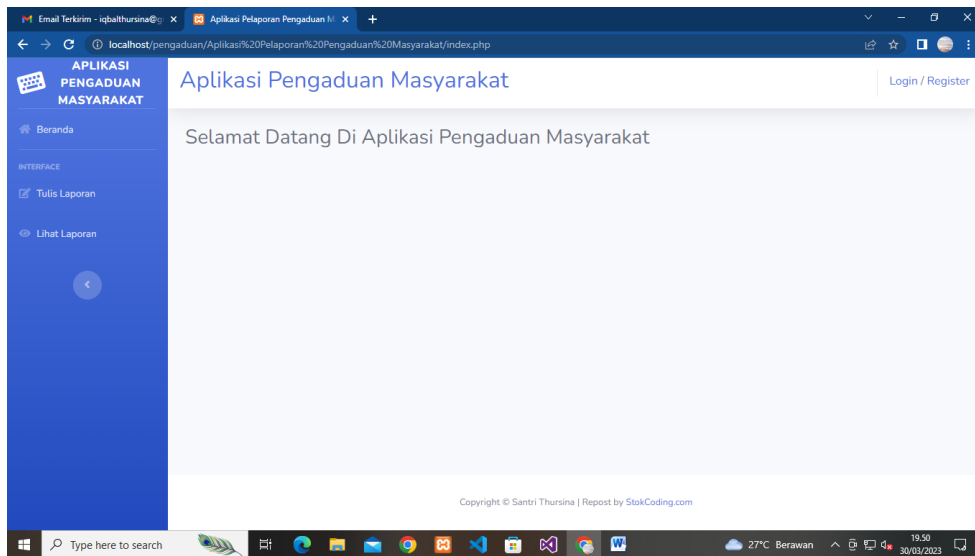 Email Terkirim - iqbalthursina@g
Aplikasi Pelaporan Pengaduan M
localhost/pengaduan/Aplikasi%20Pelaporan%20Pengaduan%20Masyarakat/index.php
APLIKASI
PENGADUAN
MASYARAKAT
Aplikasi Pengaduan Masyarakat
Login / Register
Beranda
INTERFACE
Tulis Laporan
Lihat Laporan
Selamat Datang Di Aplikasi Pengaduan Masyarakat
Copyright © Santri Thursina | Repost by StokCoding.com
Type here to search
27°C Berawan
19.50
30/03/2023